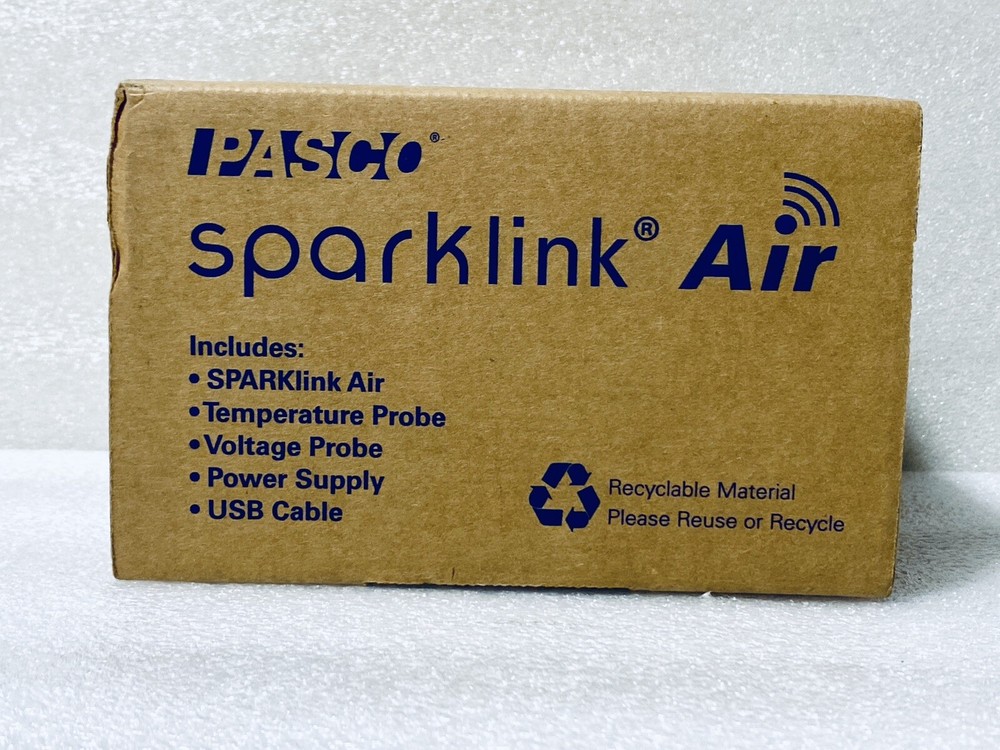 PASCO®
sparklink® Air
Includes:
• SPARKlink Air
• Temperature Probe
• Voltage Probe
• Power Supply
• USB Cable
Recyclable Material
Please Reuse or Recycle